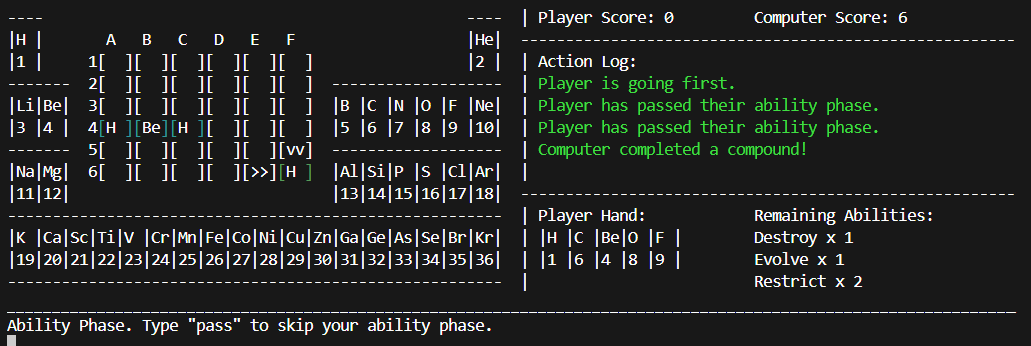 ----                                                  ----  | Player Score: 0        Computer Score: 6
|H |      A  B  C  D  E  F                            |He|  -----------------------------------------------
|1 |    1[  ][  ][  ][  ][  ][  ]                     |2 |  | Action Log:
-------  2[  ][  ][  ][  ][  ][  ]  -------------------  | Player is going first.
|Li|Be|  3[  ][  ][  ][  ][  ][  ]  |B |C |N |O |F |Ne|  | Player has passed their ability phase.
|3 |4 |  4[H ][Be][H ][  ][  ][  ]  |5 |6 |7 |8 |9 |10|  | Player has passed their ability phase.
-------  5[  ][  ][  ][  ][  ][vv]  -------------------  | Computer completed a compound!
|Na|Mg|  6[  ][  ][  ][  ][>>][H ]  |Al|Si|P |S |Cl|Ar|  |
|11|12|                             |13|14|15|16|17|18|  -----------------------------------------------
-------------------------------------------------------  | Player Hand:           Remaining Abilities:
|K |Ca|Sc|Ti|V |Cr|Mn|Fe|Co|Ni|Cu|Zn|Ga|Ge|As|Se|Br|Kr|  | |H |C |Be|O |F |       Destroy x 1
|19|20|21|22|23|24|25|26|27|28|29|30|31|32|33|34|35|36|  | |1 |6 |4 |8 |9 |       Evolve x 1
-------------------------------------------------------  |                        Restrict x 2
Ability Phase. Type "pass" to skip your ability phase.